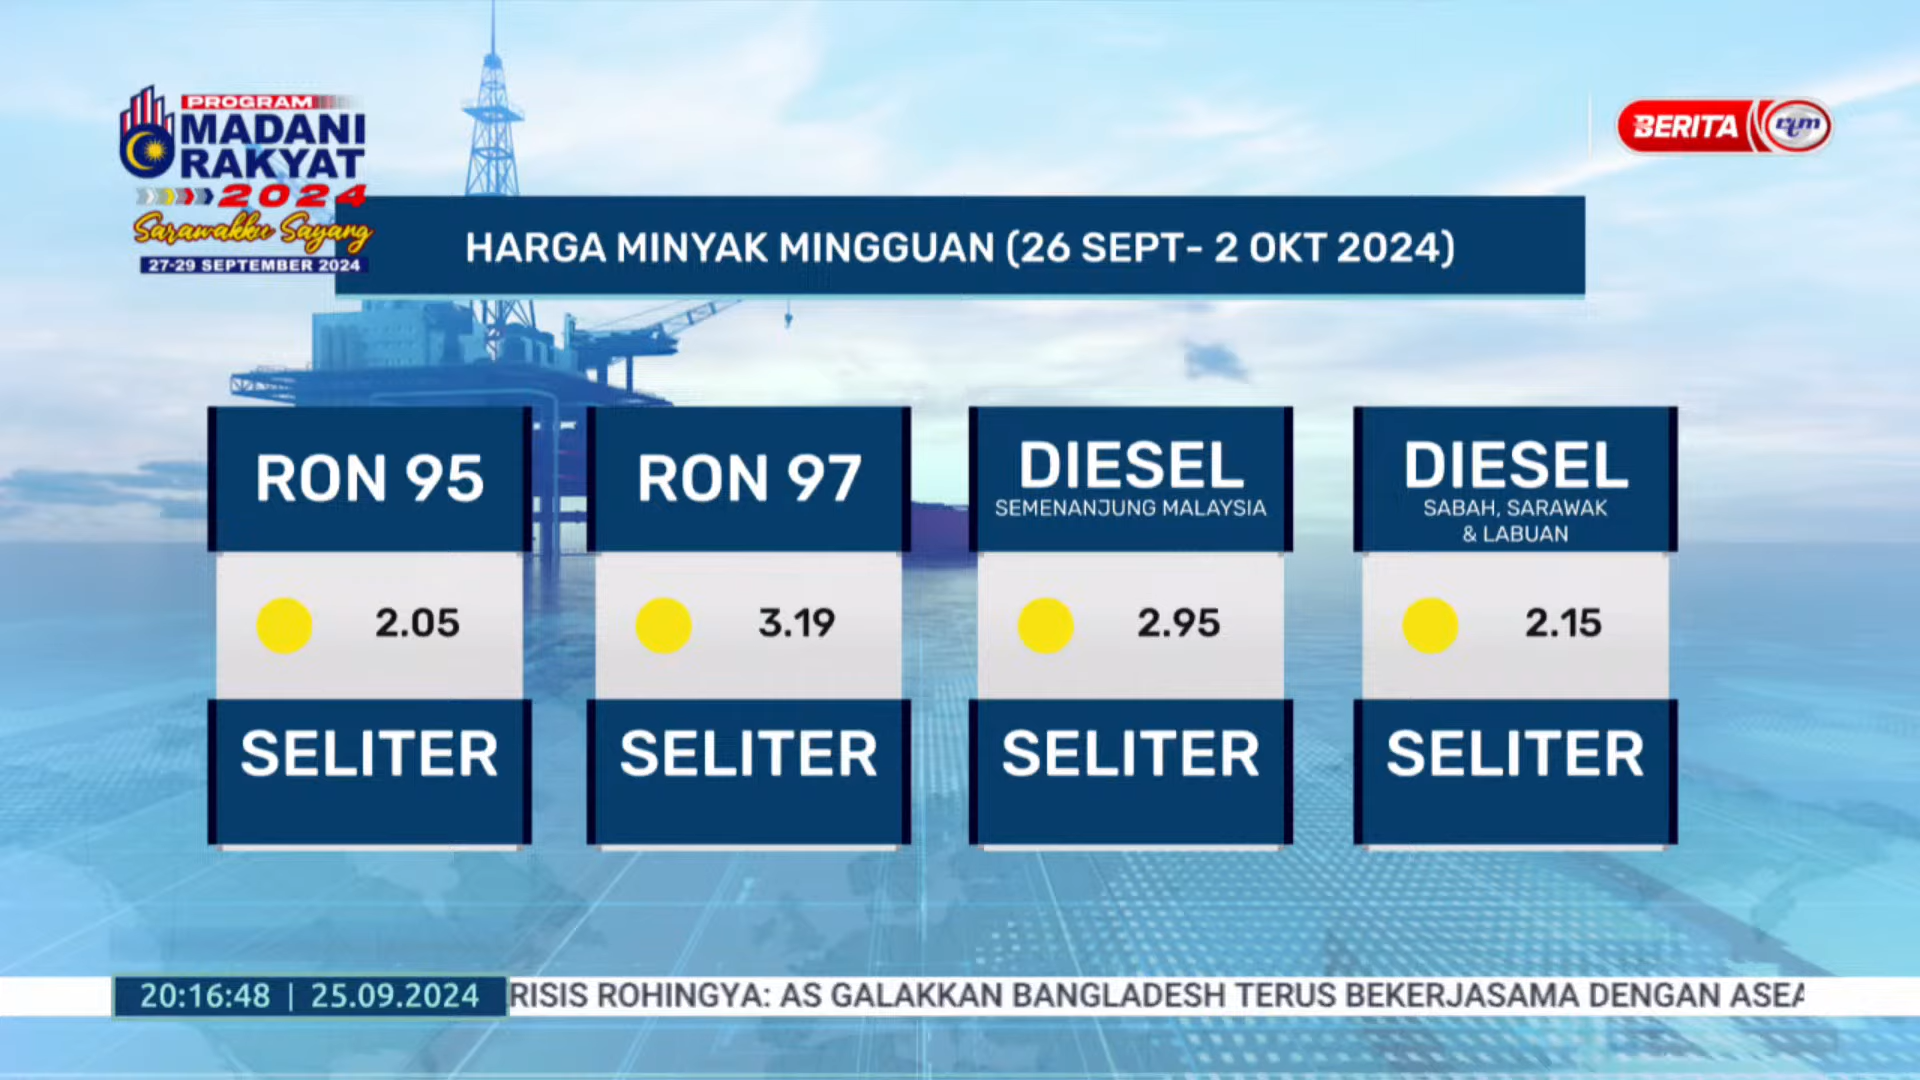 PROGRAM
MADANI
RAKYAT
2024
Sarawakku Sayang
27-29 SEPTEMBER 2024
BERITA rtm
HARGA MINYAK MINGGUAN (26 SEPT- 2 OKT 2024)
RON 95
2.05
SELITER
RON 97
3.19
SELITER
DIESEL
SEMENANJUNG MALAYSIA
2.95
SELITER
DIESEL
SABAH, SARAWAK
& LABUAN
2.15
SELITER
20:16:48 | 25.09.2024
RISIS ROHINGYA: AS GALAKKAN BANGLADESH TERUS BEKERJASAMA DENGAN ASEA